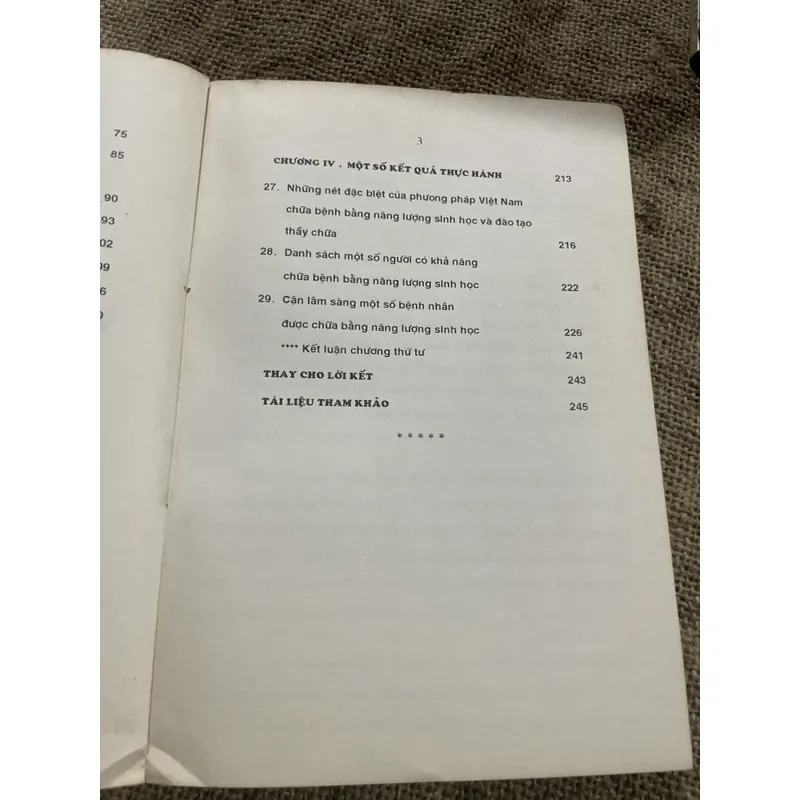 75
85
90
93
02
09
6
3
CHƯƠNG IV . MỘT SỐ KẾT QUẢ THỰC HÀNH 213
27. Những nét đặc biệt của phương pháp Việt Nam
chữa bệnh bằng năng lượng sinh học và đào tạo
thầy chữa 216
28. Danh sách một số người có khả năng
chữa bệnh bằng năng lượng sinh học 222
29. Cận lâm sàng một số bệnh nhân
được chữa bằng năng lượng sinh học 226
**** Kết luận chương thứ tư 241
THAY CHO LỜI KẾT 243
TÀI LIỆU THAM KHẢO 245
* * * * *